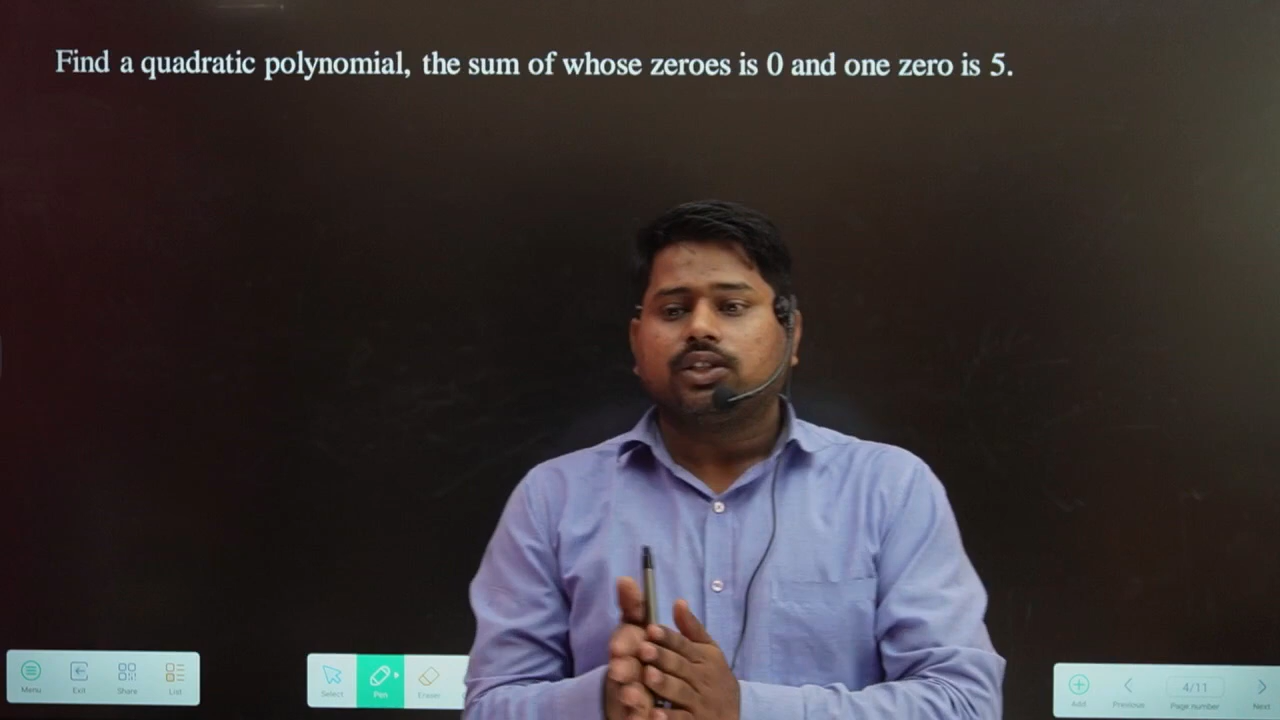 Find a quadratic polynomial, the sum of whose zeroes is 0 and one zero is 5.
Menu Exit Share List
Select Pen Eraser
Add Previous 4/11 Page number Next